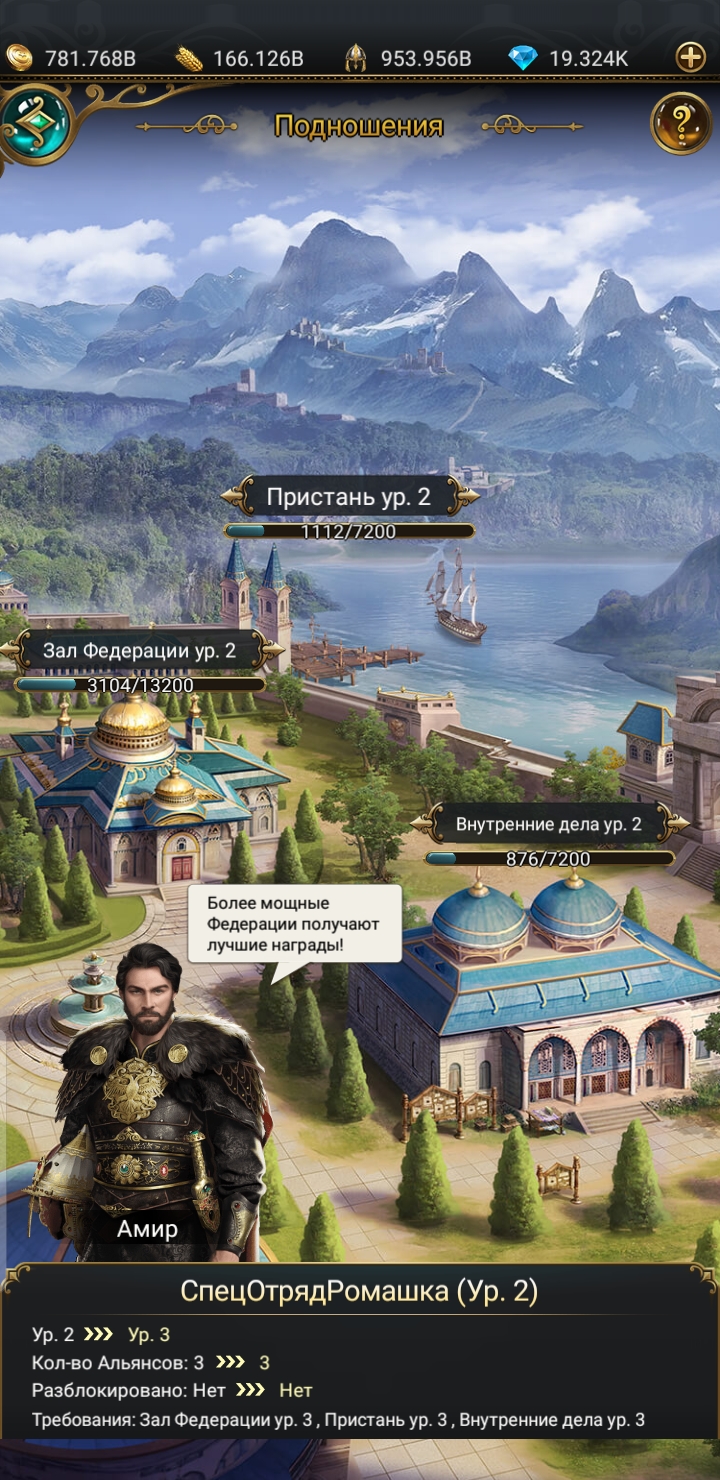 781.768B 166.126B 953.956B 19.324K
Подношения
Пристань ур. 2
1112/7200
Зал Федерации ур. 2
3104/13200
Внутренние дела ур. 2
876/7200
Более мощные
Федерации получают
лучшие награды!
Амир
СпецОтрядРомашка (Ур. 2)
Ур. 2 >>> Ур. 3
Кол-во Альянсов: 3 >>> 3
Разблокировано: Нет >>> Нет
Требования: Зал Федерации ур. 3 , Пристань ур. 3 , Внутренние дела ур. 3